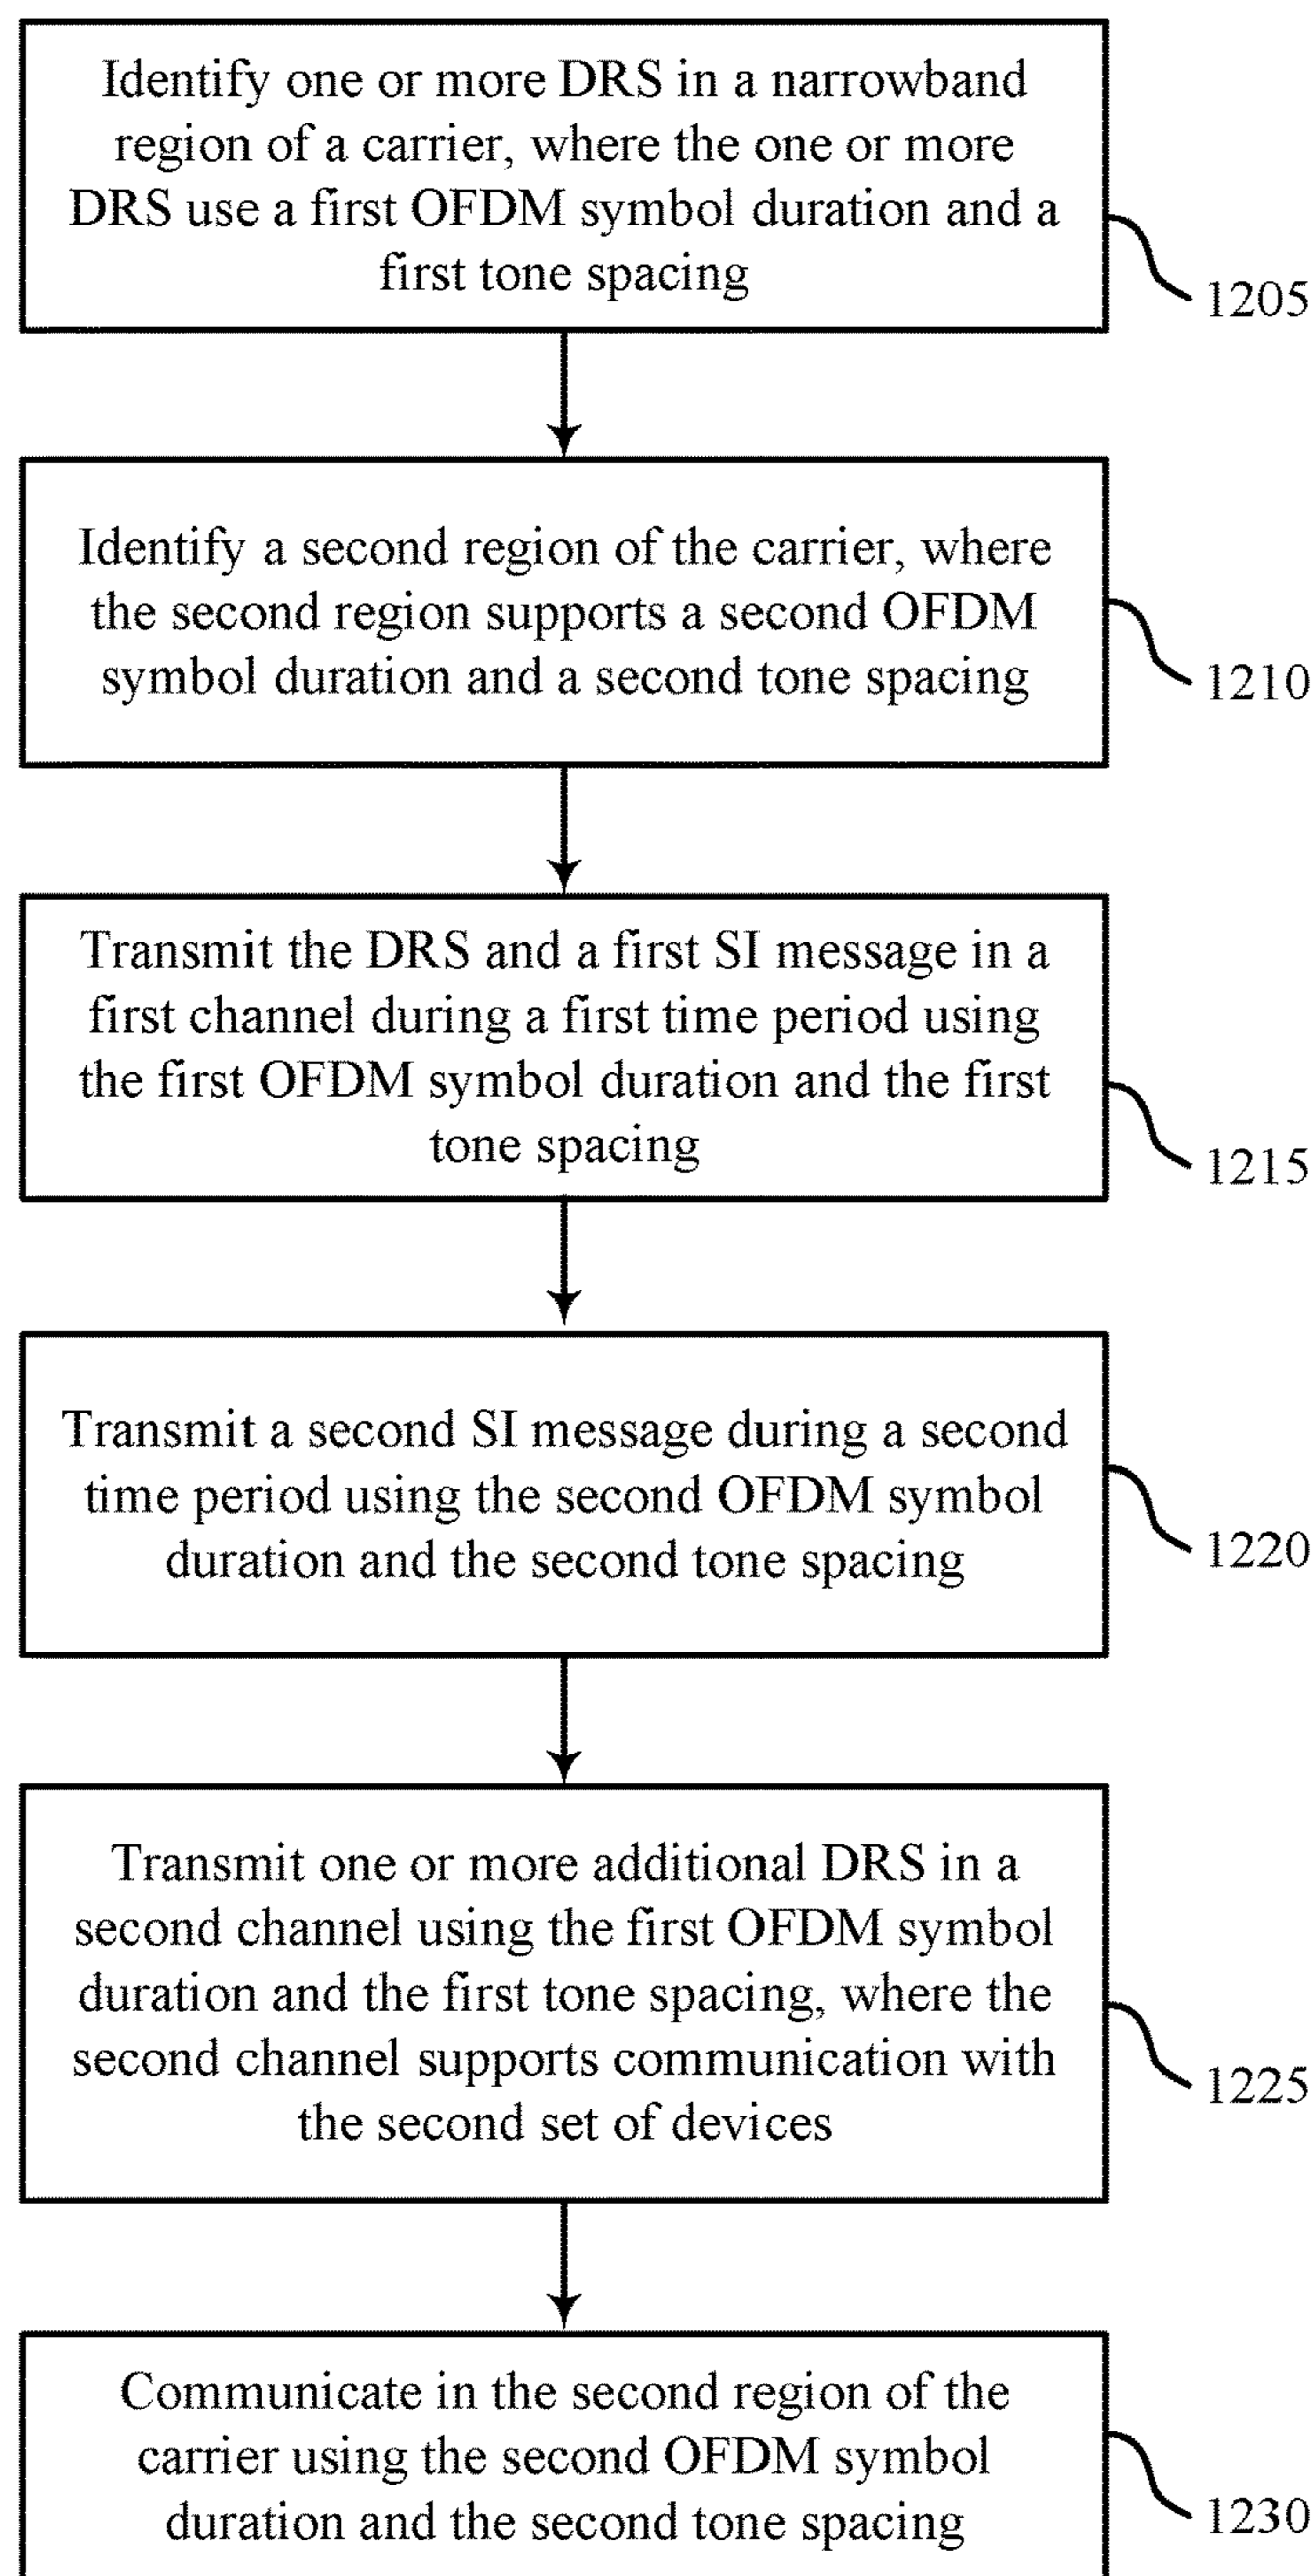 Identify one or more DRS in a narrowband
region of a carrier, where the one or more
DRS use a first OFDM symbol duration and a
first tone spacing
1205
Identify a second region of the carrier, where
the second region supports a second OFDM
symbol duration and a second tone spacing
1210
Transmit the DRS and a first SI message in a
first channel during a first time period using
the first OFDM symbol duration and the first
tone spacing
1215
Transmit a second SI message during a second
time period using the second OFDM symbol
duration and the second tone spacing
1220
Transmit one or more additional DRS in a
second channel using the first OFDM symbol
duration and the first tone spacing, where the
second channel supports communication with
the second set of devices
1225
Communicate in the second region of the
carrier using the second OFDM symbol
duration and the second tone spacing
1230